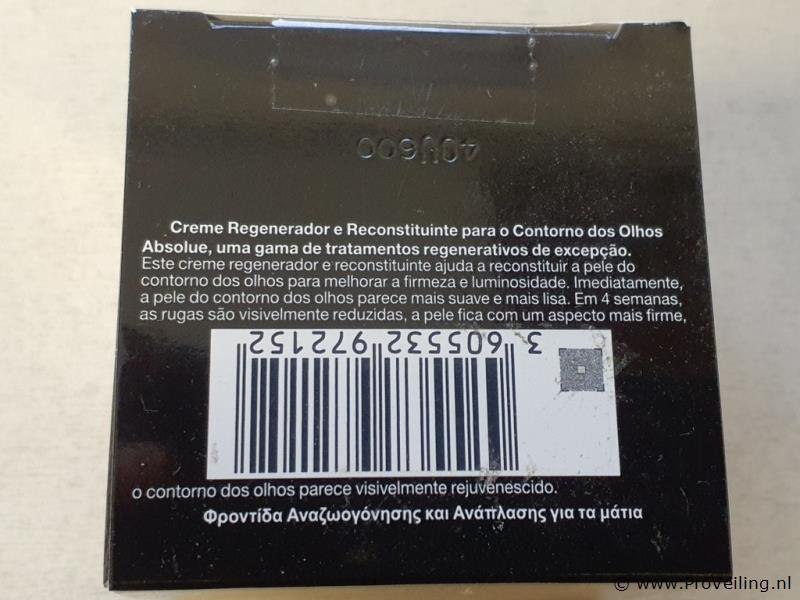 40U600
Creme Regenerador e Reconstituinte para o Contorno dos Olhos
Absolue, uma gama de tratamentos regenerativos de excepção.
Este creme regenerador e reconstituinte ajuda a reconstituir a pele do
contorno dos olhos para melhorar a firmeza e luminosidade. Imediatamente,
a pele do contorno dos olhos parece mais suave e mais lisa. Em 4 semanas,
as rugas são visivelmente reduzidas, a pele fica com um aspecto mais firme,
3 605532 972152
o contorno dos olhos parece visivelmente rejuvenescido.
Φροντίδα Αναζωογόνησης και Ανάπλασης για τα μάτια
© www.ProVeiling.nl